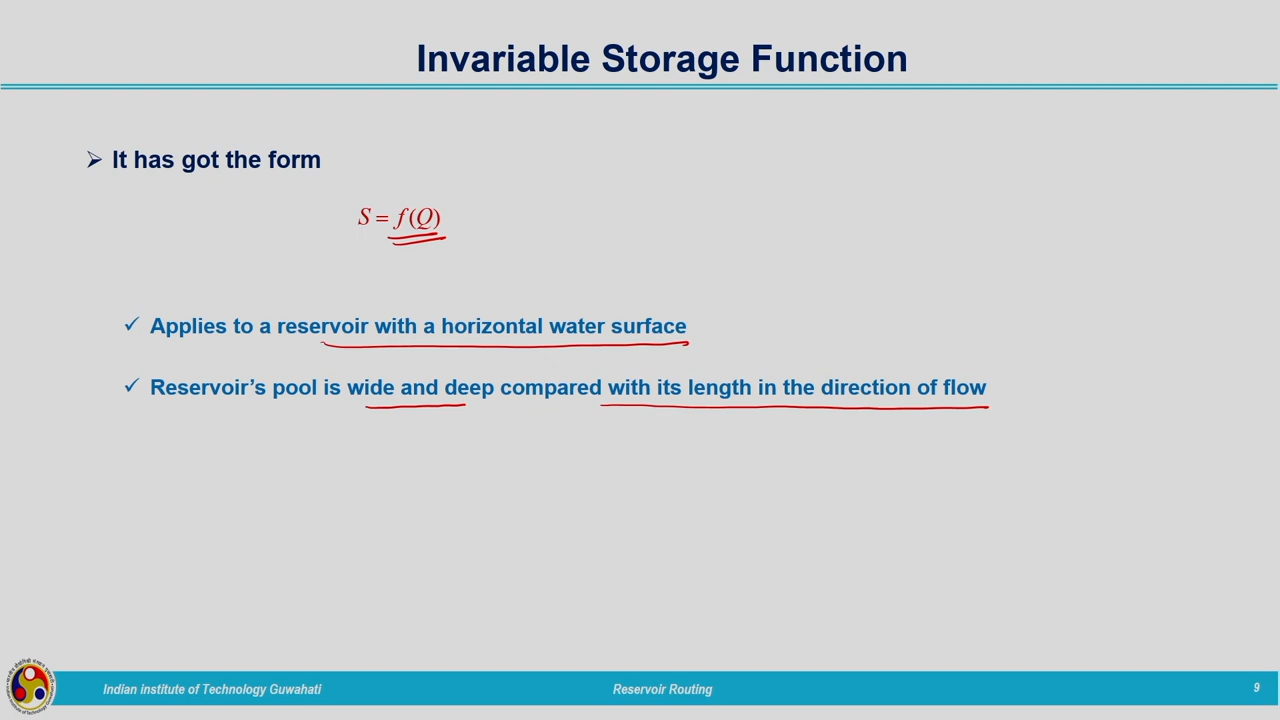 Invariable Storage Function
➢ It has got the form
S = f(Q)
✓ Applies to a reservoir with a horizontal water surface
✓ Reservoir's pool is wide and deep compared with its length in the direction of flow
Indian institute of Technology Guwahati
Reservoir Routing
9